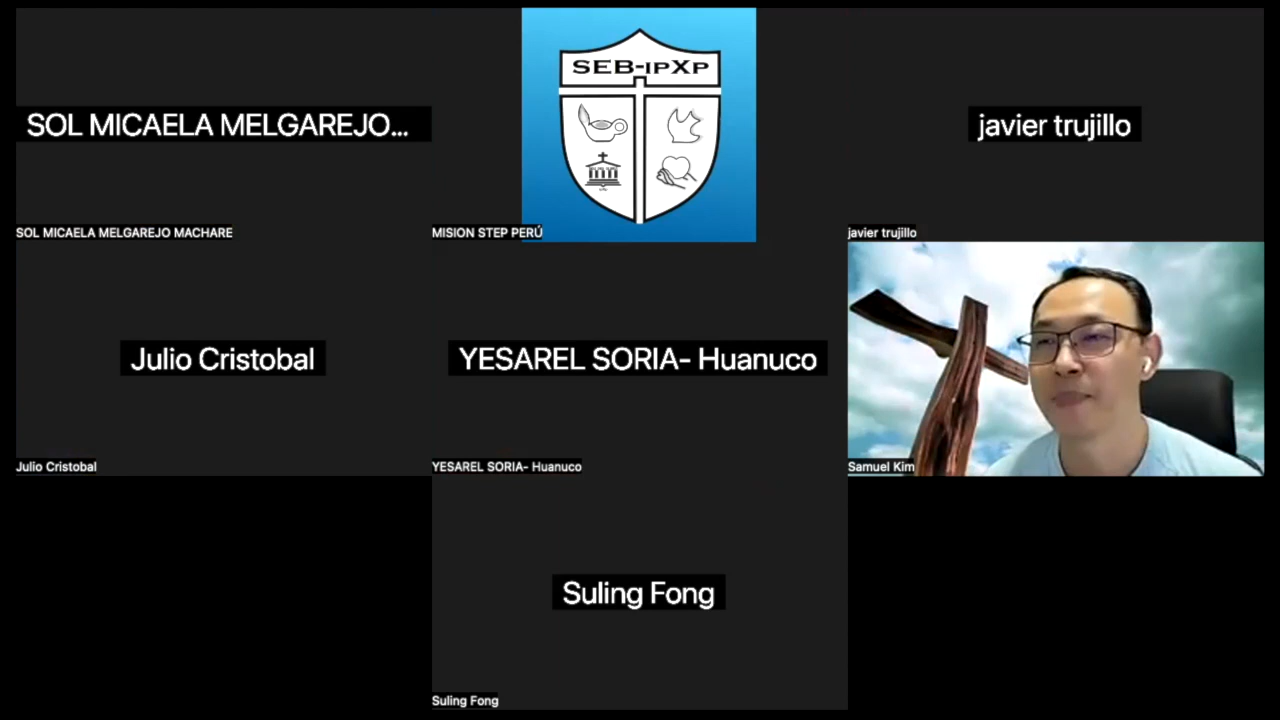 SOL MICAELA MELGAREJO...
SOL MICAELA MELGAREJO MACHARE
SEB-IPXP
MISION STEP PERÚ
javier trujillo
javier trujillo
Julio Cristobal
Julio Cristobal
YESAREL SORIA- Huanuco
YESAREL SORIA- Huanuco
Samuel Kim
Suling Fong
Suling Fong